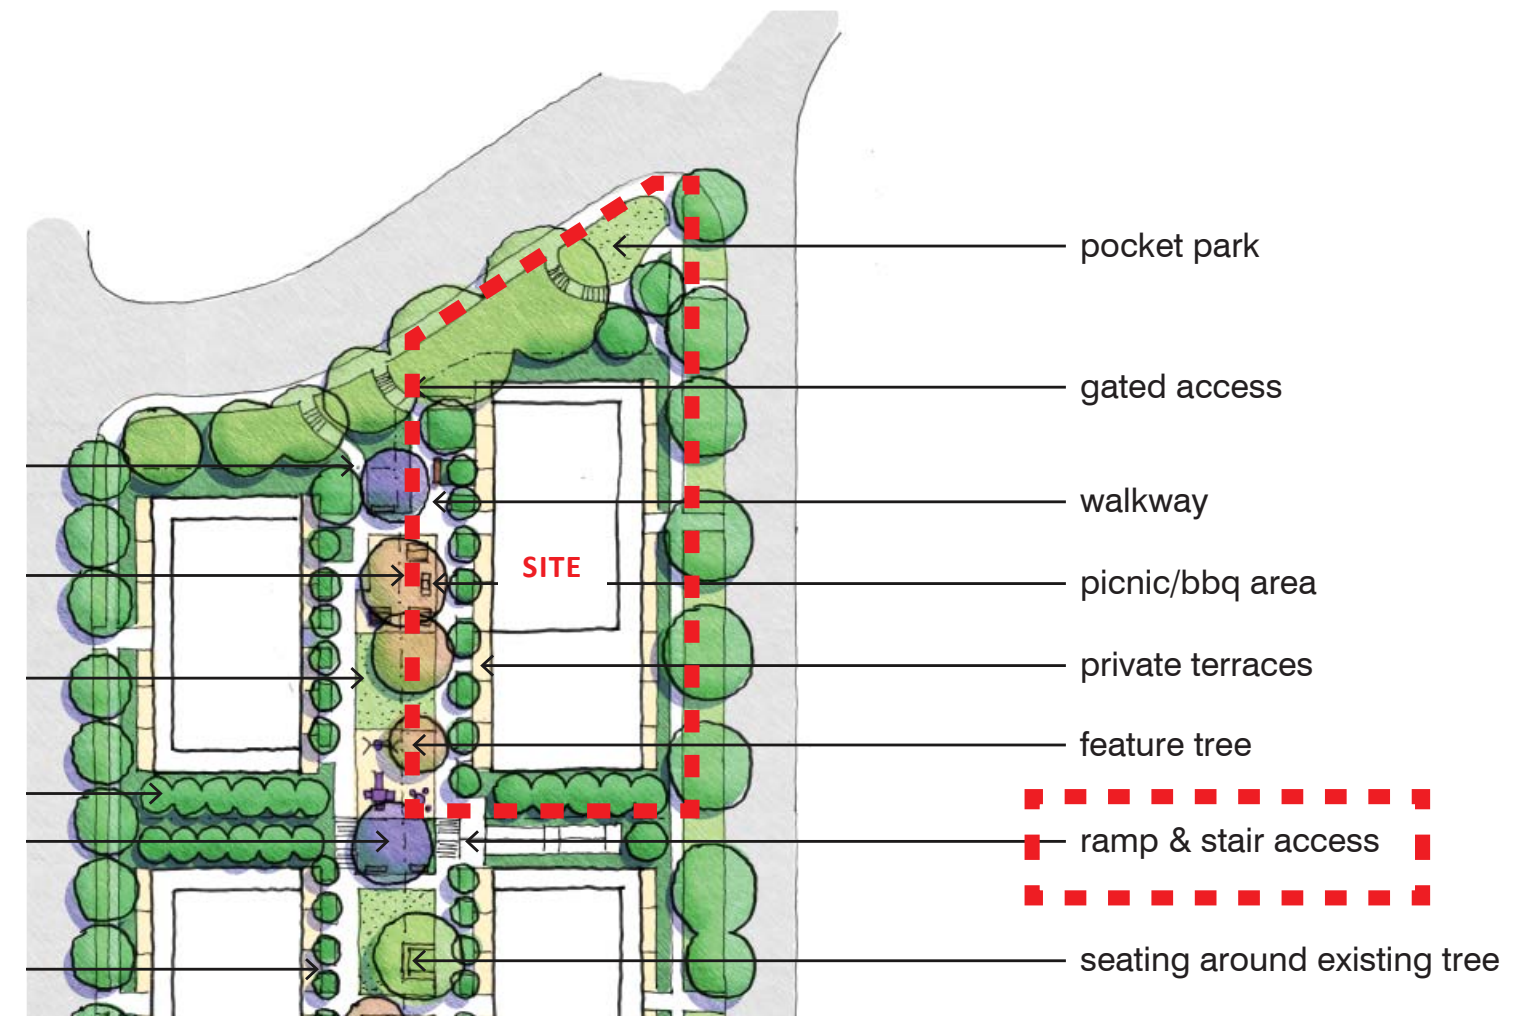 pocket park
gated access
walkway
SITE
picnic/bbq area
private terraces
feature tree
ramp & stair access
seating around existing tree